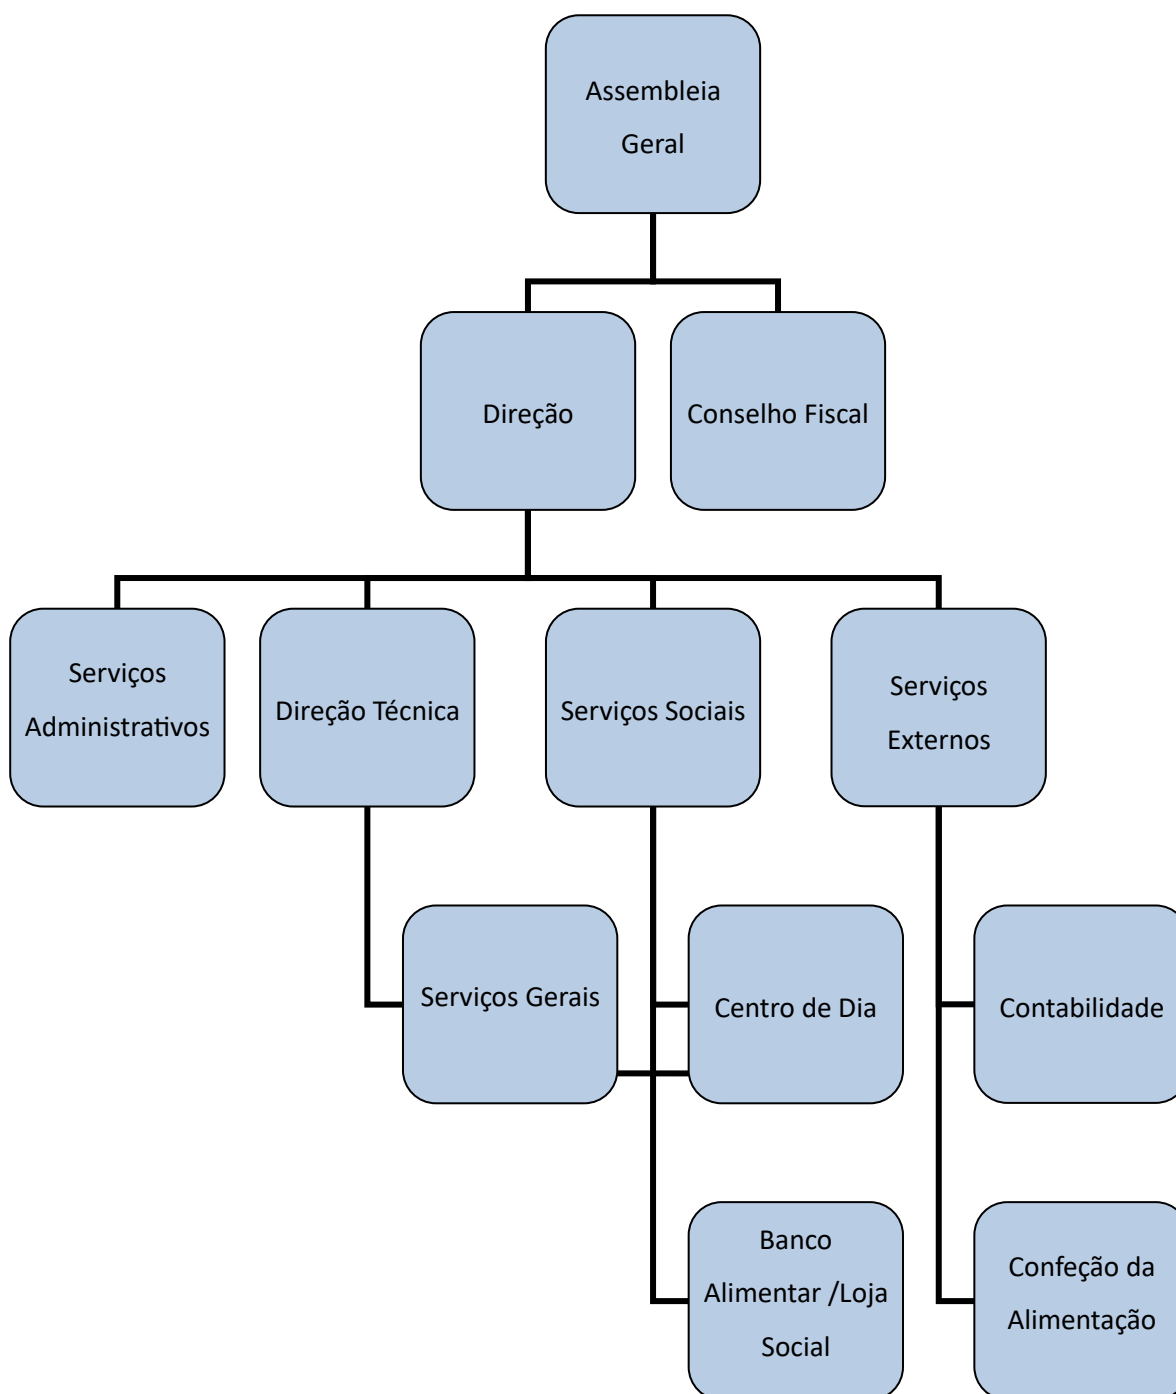 Assembleia
Geral
Direção
Conselho Fiscal
Serviços
Administrativos
Direção Técnica
Serviços Sociais
Serviços
Externos
Serviços Gerais
Centro de Dia
Contabilidade
Banco
Alimentar /Loja
Social
Confeção da
Alimentação